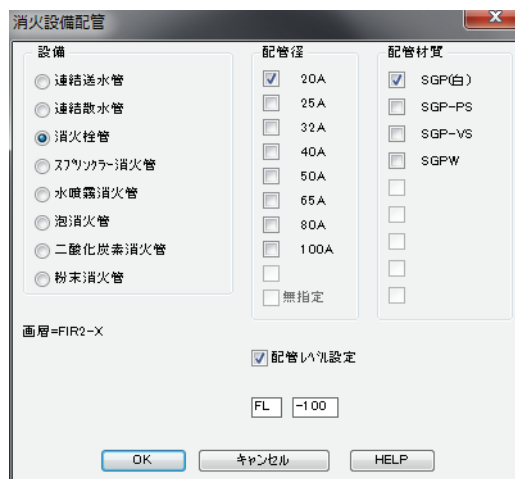 消火設備配管
設備
連結送水管
連結散水管
消火栓管
ｽﾌﾟﾘﾝｸﾗｰ消火管
水噴霧消火管
泡消火管
二酸化炭素消火管
粉末消火管
配管径
20A
25A
32A
40A
50A
65A
80A
100A
無指定
配管材質
SGP(白)
SGP-PS
SGP-VS
SGPW
画層=FIR2-X
配管ﾚﾍﾞﾙ設定
FL -100
OK キャンセル HELP